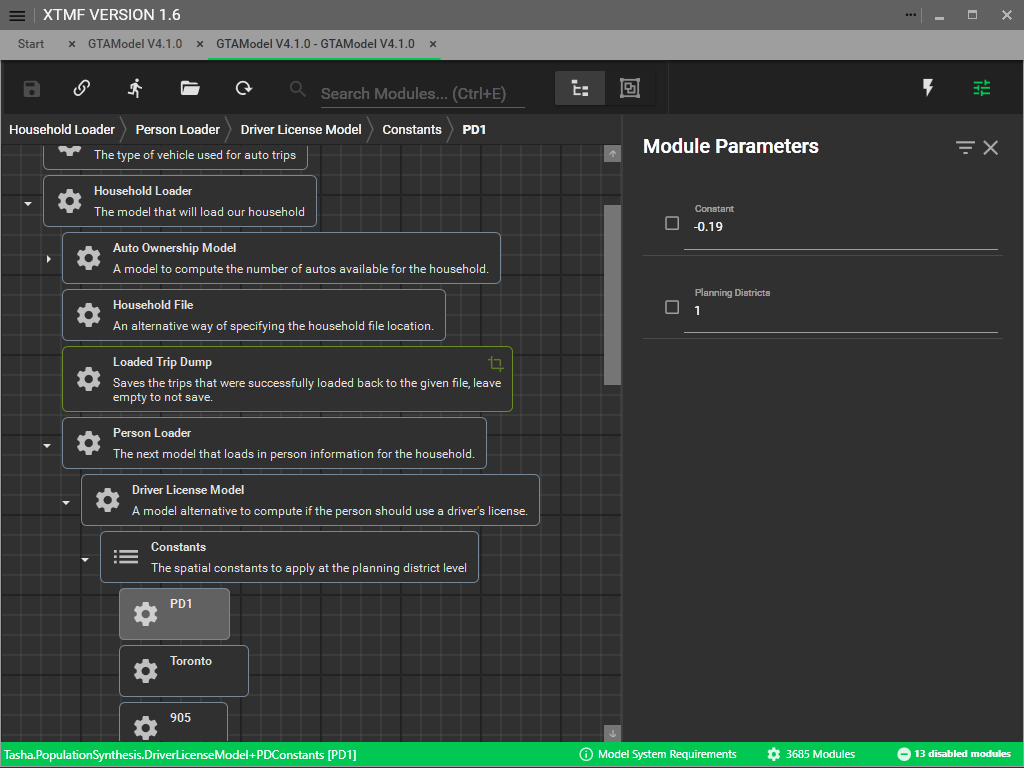 XTMF VERSION 1.6
Start × GTAModel V4.1.0 × GTAModel V4.1.0 - GTAModel V4.1.0 ×
Search Modules... (Ctrl+E)
Household Loader Person Loader Driver License Model Constants PD1
The type of vehicle used for auto trips
Household Loader
The model that will load our household
Auto Ownership Model
A model to compute the number of autos available for the household.
Household File
An alternative way of specifying the household file location.
Loaded Trip Dump
Saves the trips that were successfully loaded back to the given file, leave
empty to not save.
Person Loader
The next model that loads in person information for the household.
Driver License Model
A model alternative to compute if the person should use a driver's license.
Constants
The spatial constants to apply at the planning district level
PD1
Toronto
905
Module Parameters
Constant
-0.19
Planning Districts
1
Tasha.PopulationSynthesis.DriverLicenseModel+PDConstants [PD1]
Model System Requirements
3685 Modules
13 disabled modules